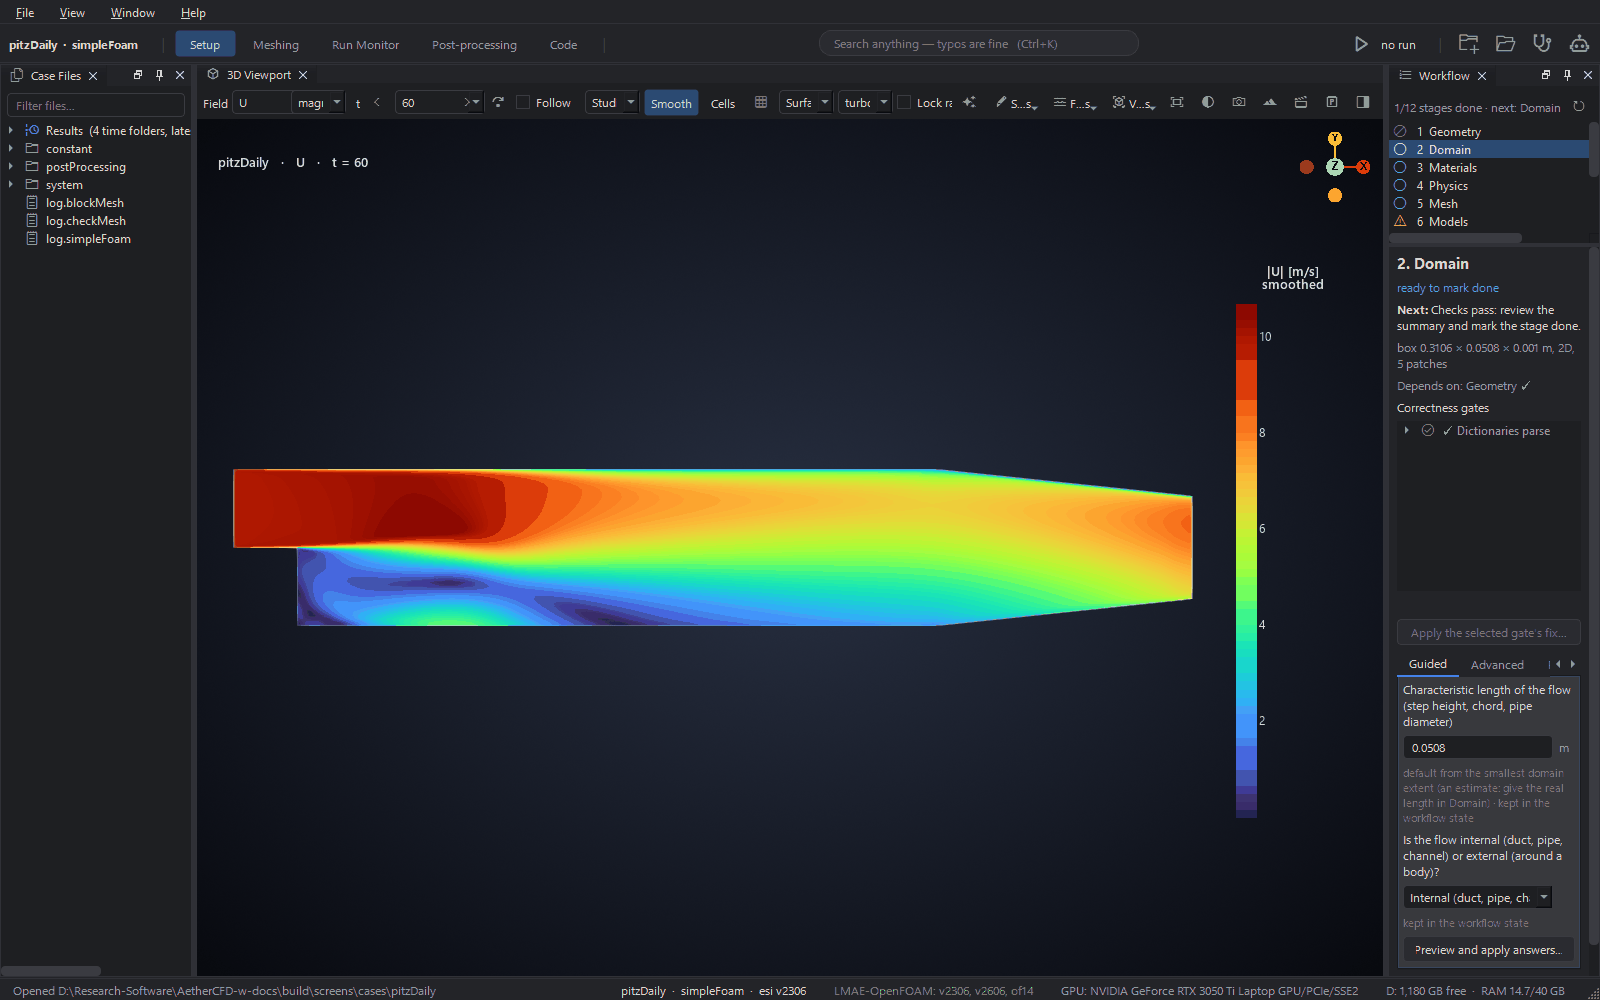 File View Window Help
pitzDaily · simpleFoam Setup Meshing Run Monitor Post-processing Code Search anything — typos are fine (Ctrl+K) no run
Case Files
Filter files...
Results (4 time folders, late
constant
postProcessing
system
log.blockMesh
log.checkMesh
log.simpleFoam
3D Viewport
Field U magi t 60 Follow Stud Smooth Cells Surfa turbo Lock ra S...s F...s V...s
pitzDaily · U · t = 60
Y
Z X
|U| [m/s]
smoothed
10
8
6
4
2
Workflow
1/12 stages done · next: Domain
1 Geometry
2 Domain
3 Materials
4 Physics
5 Mesh
6 Models
2. Domain
ready to mark done
Next: Checks pass: review the
summary and mark the stage done.
box 0.3106 × 0.0508 × 0.001 m, 2D,
5 patches
Depends on: Geometry ✓
Correctness gates
✓ Dictionaries parse
Apply the selected gate's fix...
Guided Advanced
Characteristic length of the flow
(step height, chord, pipe
diameter)
0.0508 m
default from the smallest domain
extent (an estimate: give the real
length in Domain) · kept in the
workflow state
Is the flow internal (duct, pipe,
channel) or external (around a
body)?
Internal (duct, pipe, ch
kept in the workflow state
Preview and apply answers...
Opened D:\Research-Software\AetherCFD-w-docs\build\screens\cases\pitzDaily pitzDaily · simpleFoam · esi v2306 LMAE-OpenFOAM: v2306, v2606, of14 GPU: NVIDIA GeForce RTX 3050 Ti Laptop GPU/PCIe/SSE2 D: 1,180 GB free · RAM 14.7/40 GB